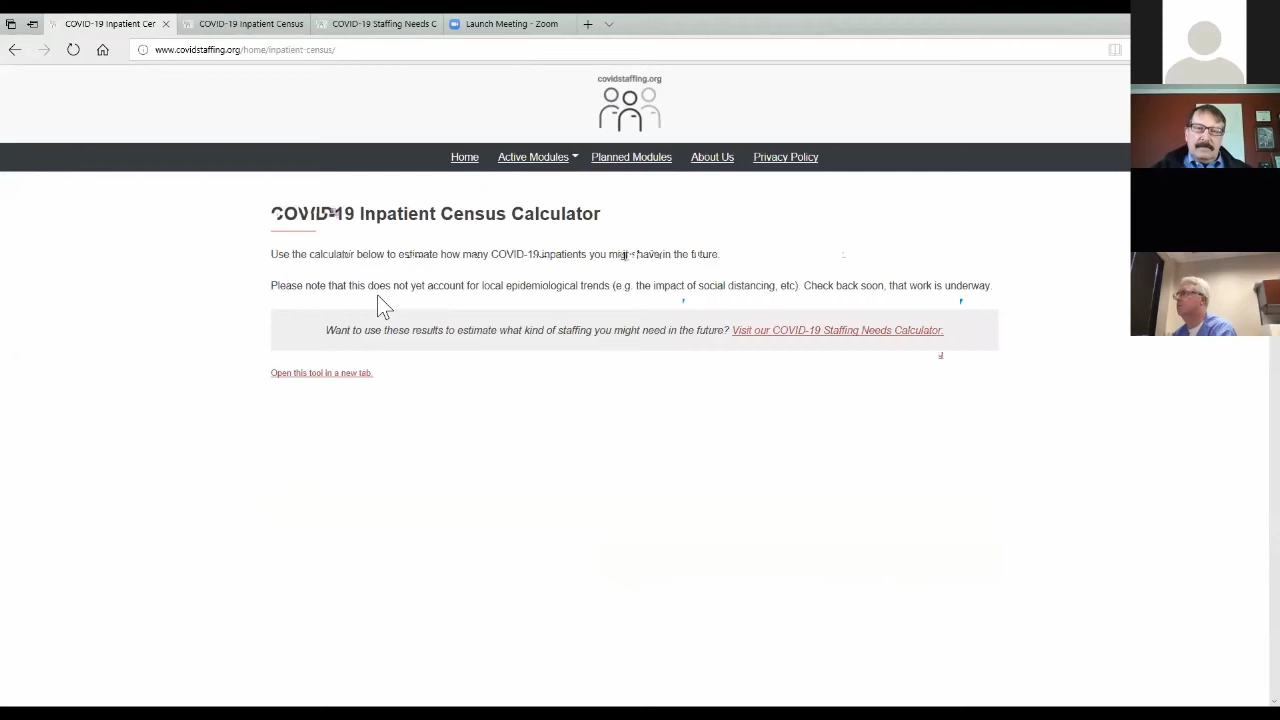 COVID-19 Inpatient Cer
COVID-19 Inpatient Census
COVID-19 Staffing Needs C
Launch Meeting - Zoom
www.covidstaffing.org/home/inpatient-census/
covidstaffing.org
Home Active Modules Planned Modules About Us Privacy Policy
COVID-19 Inpatient Census Calculator
Use the calculator below to estimate how many COVID-19 inpatients you might have in the future.
Please note that this does not yet account for local epidemiological trends (e.g. the impact of social distancing, etc). Check back soon, that work is underway.
Want to use these results to estimate what kind of staffing you might need in the future? Visit our COVID-19 Staffing Needs Calculator.
Open this tool in a new tab.